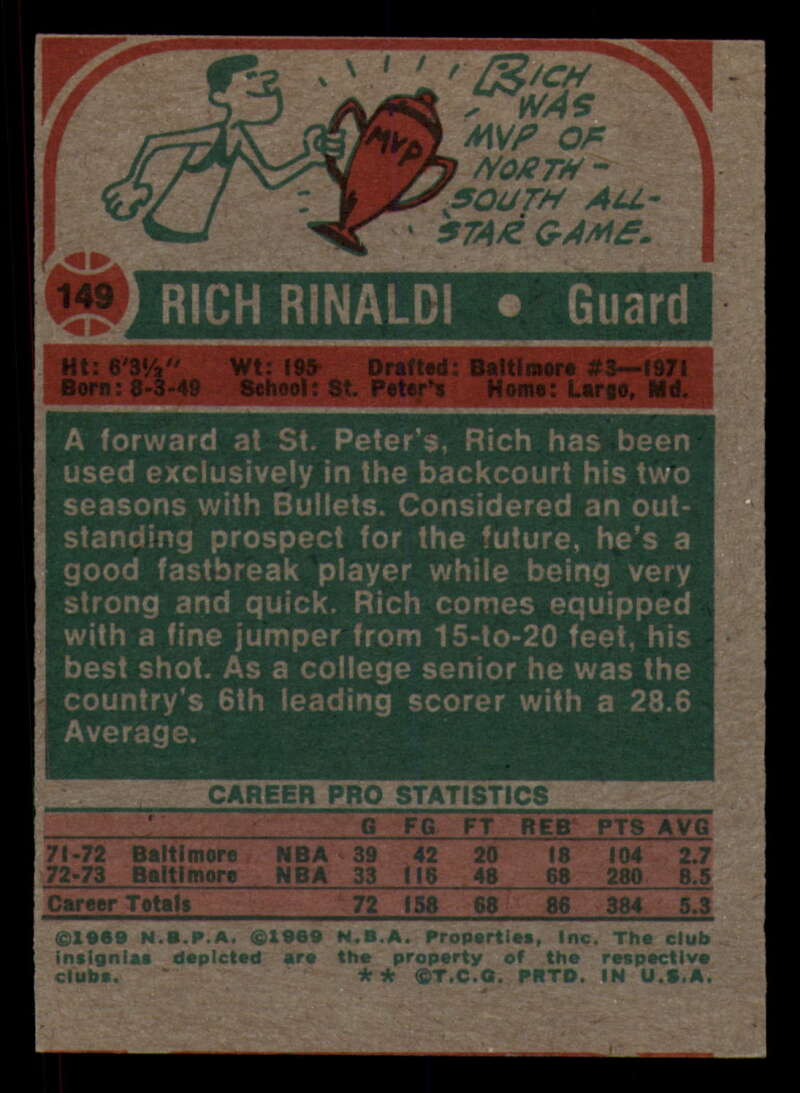 RICH
WAS
MVP OF
NORTH-
SOUTH ALL-
STAR GAME.
MVP
149 RICH RINALDI • Guard
Ht: 6'3½" Wt: 195 Drafted: Baltimore #3—1971
Born: 8-3-49 School: St. Peter's Home: Largo, Md.
A forward at St. Peter's, Rich has been
used exclusively in the backcourt his two
seasons with Bullets. Considered an out-
standing prospect for the future, he's a
good fastbreak player while being very
strong and quick. Rich comes equipped
with a fine jumper from 15-to-20 feet, his
best shot. As a college senior he was the
country's 6th leading scorer with a 28.6
Average.
CAREER PRO STATISTICS
G FG FT REB PTS AVG
71-72 Baltimore NBA 39 42 20 18 104 2.7
72-73 Baltimore NBA 33 116 48 68 280 8.5
Career Totals 72 158 68 86 384 5.3
©1969 N.B.P.A. ©1969 N.B.A. Properties, Inc. The club
insignias depicted are the property of the respective
clubs. ** ©T.C.G. PRTD. IN U.S.A.